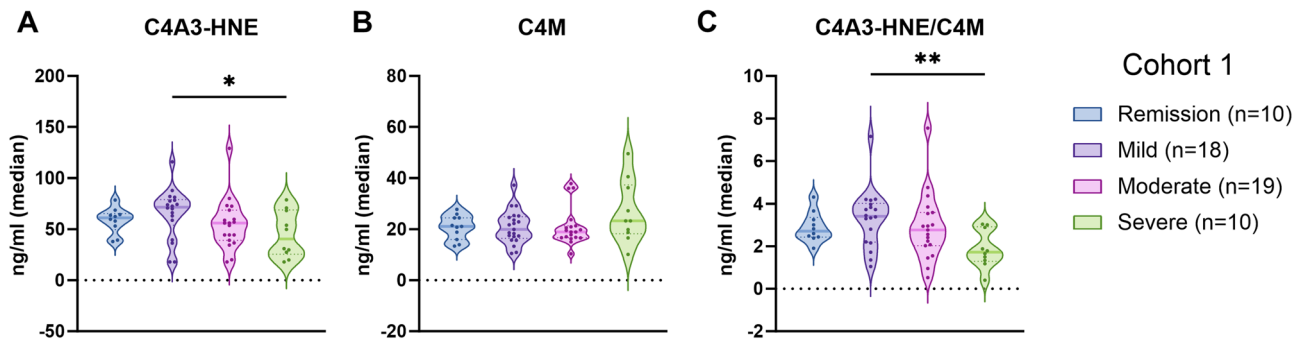 A
C4A3-HNE
ng/ml (median)
200
150
100
50
0
-50
*
B
C4M
ng/ml (median)
80
60
40
20
0
-20
C
C4A3-HNE/C4M
ng/ml (median)
10
8
6
4
2
0
-2
**
Cohort 1
Remission (n=10)
Mild (n=18)
Moderate (n=19)
Severe (n=10)